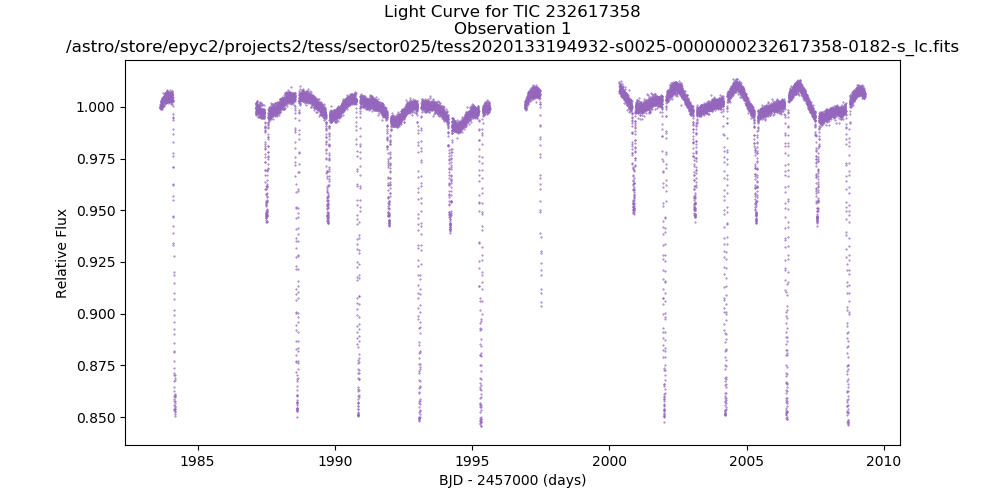 Light Curve for TIC 232617358
Observation 1
/astro/store/epyc2/projects2/tess/sector025/tess2020133194932-s0025-0000000232617358-0182-s_lc.fits
Relative Flux
1.000
0.975
0.950
0.925
0.900
0.875
0.850
1985
1990
1995
2000
2005
2010
BJD - 2457000 (days)